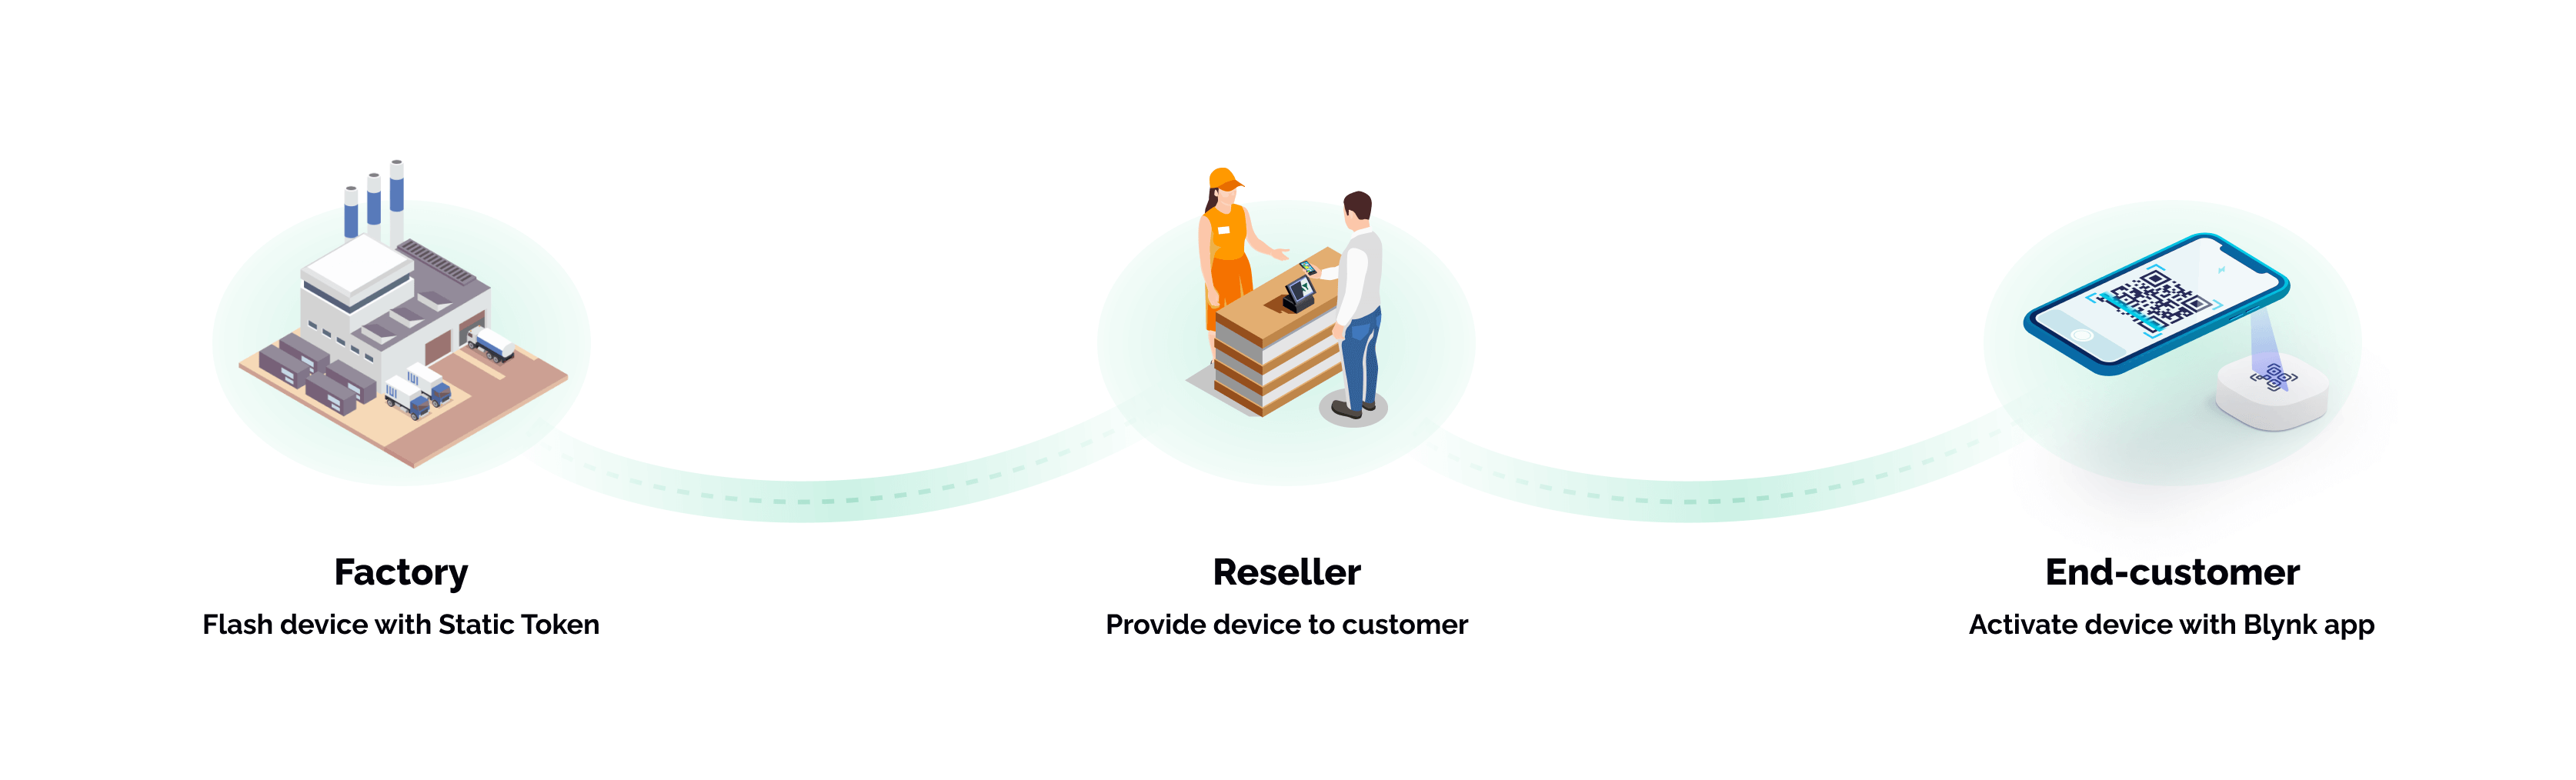 Factory
Flash device with Static Token
Reseller
Provide device to customer
End-customer
Activate device with Blynk app